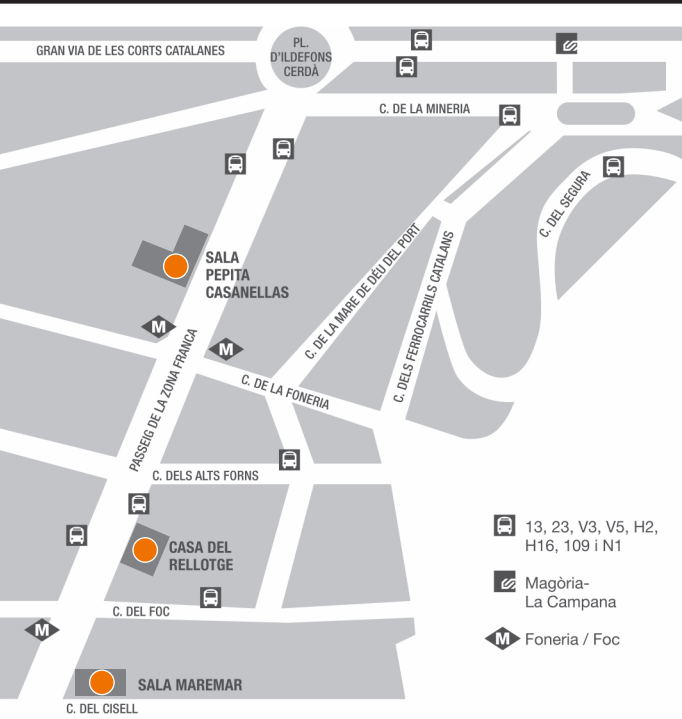 PL.
D'ILDEFONS
CERDÀ
GRAN VIA DE LES CORTS CATALANES
C. DE LA MINERIA
C. DEL SEGURA
SALA
PEPITA
CASANELLAS
C. DE LA MARE DE DÉU DEL PORT
C. DELS FERROCARRILS CATALANS
M
M
PASSEIG DE LA ZONA FRANCA
C. DE LA FONERIA
C. DELS ALTS FORNS
CASA DEL
RELLOTGE
C. DEL FOC
M
SALA MAREMAR
C. DEL CISELL
13, 23, V3, V5, H2,
H16, 109 i N1
Magòria-
La Campana
M Foneria / Foc